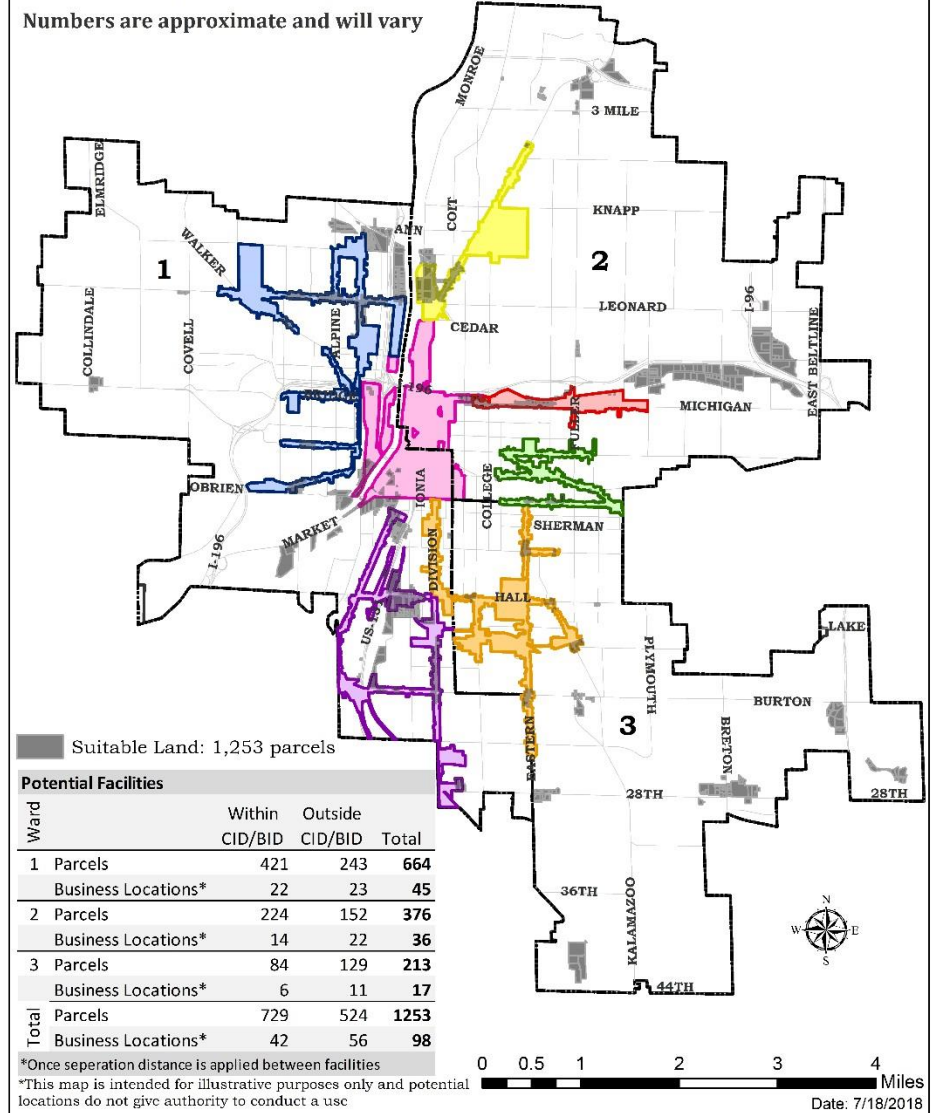 Numbers are approximate and will vary
MONROE
3 MILE
ELMRIDGE
COIT
KNAPP
ANN
WALKER
1
2
I-96
LEONARD
COLLINDALE
COVELL
ALPINE
CEDAR
EAST BELTLINE
196
MICHIGAN
FULLER
IONIA
COLLEGE
OBRIEN
MARKET
SHERMAN
I-196
DIVISION
HALL
US-131
PLYMOUTH
LAKE
BURTON
3
BRETON
EASTERN
28TH
28TH
36TH
KALAMAZOO
44TH
N
W E
S
Suitable Land: 1,253 parcels
Potential Facilities
Ward
Within Outside
CID/BID CID/BID Total
1 Parcels 421 243 664
Business Locations* 22 23 45
2 Parcels 224 152 376
Business Locations* 14 22 36
3 Parcels 84 129 213
Business Locations* 6 11 17
Total
Parcels 729 524 1253
Business Locations* 42 56 98
*Once seperation distance is applied between facilities
*This map is intended for illustrative purposes only and potential
locations do not give authority to conduct a use
0 0.5 1 2 3 4
Miles
Date: 7/18/2018